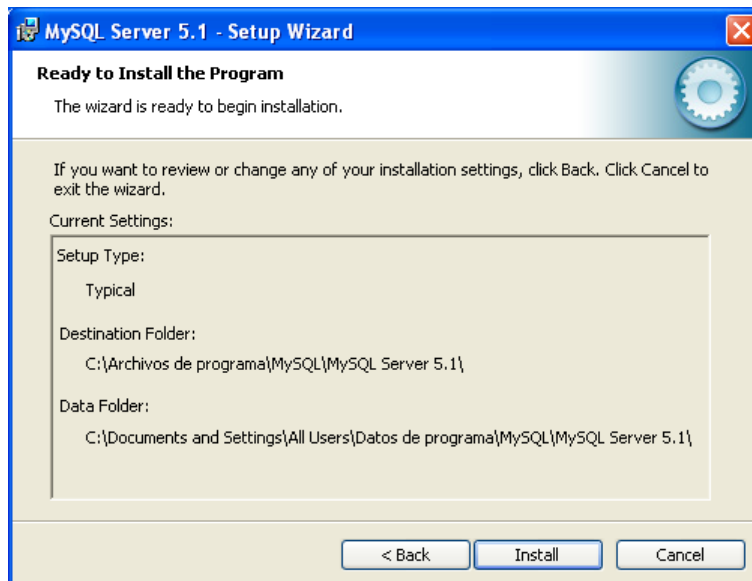 MySQL Server 5.1 - Setup Wizard
Ready to Install the Program
The wizard is ready to begin installation.
If you want to review or change any of your installation settings, click Back. Click Cancel to
exit the wizard.
Current Settings:
Setup Type:
Typical
Destination Folder:
C:\Archivos de programa\MySQL\MySQL Server 5.1\
Data Folder:
C:\Documents and Settings\All Users\Datos de programa\MySQL\MySQL Server 5.1\
< Back
Install
Cancel